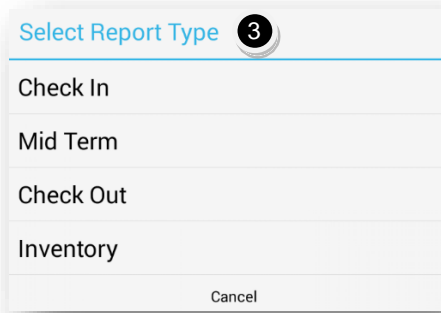 Select Report Type 3
Check In
Mid Term
Check Out
Inventory
Cancel